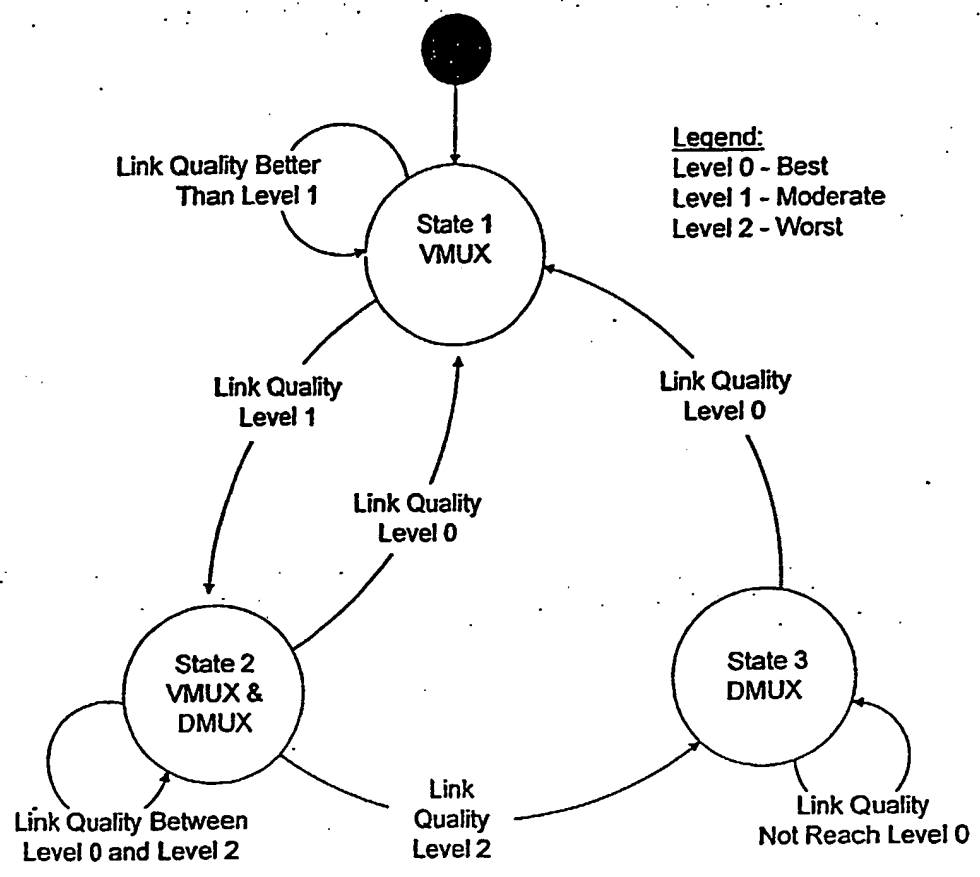 Link Quality Better
Than Level 1
Legend:
Level 0 - Best
Level 1 - Moderate
Level 2 - Worst
State 1
VMUX
Link Quality
Level 1
Link Quality
Level 0
Link Quality
Level 0
State 2
VMUX &
DMUX
State 3
DMUX
Link Quality Between
Level 0 and Level 2
Link
Quality
Level 2
Link Quality
Not Reach Level 0